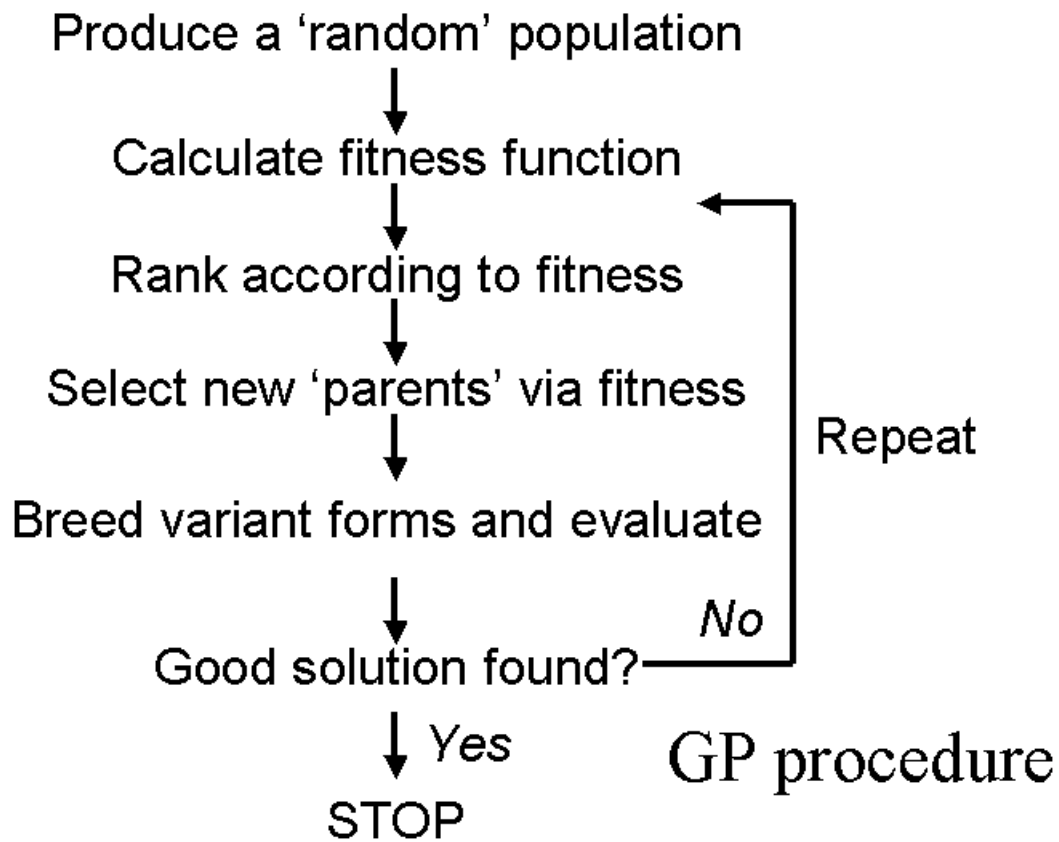 Produce a ‘random’ population
Calculate fitness function
Rank according to fitness
Select new ‘parents’ via fitness
Repeat
Breed variant forms and evaluate
No
Good solution found?
Yes
GP procedure
STOP